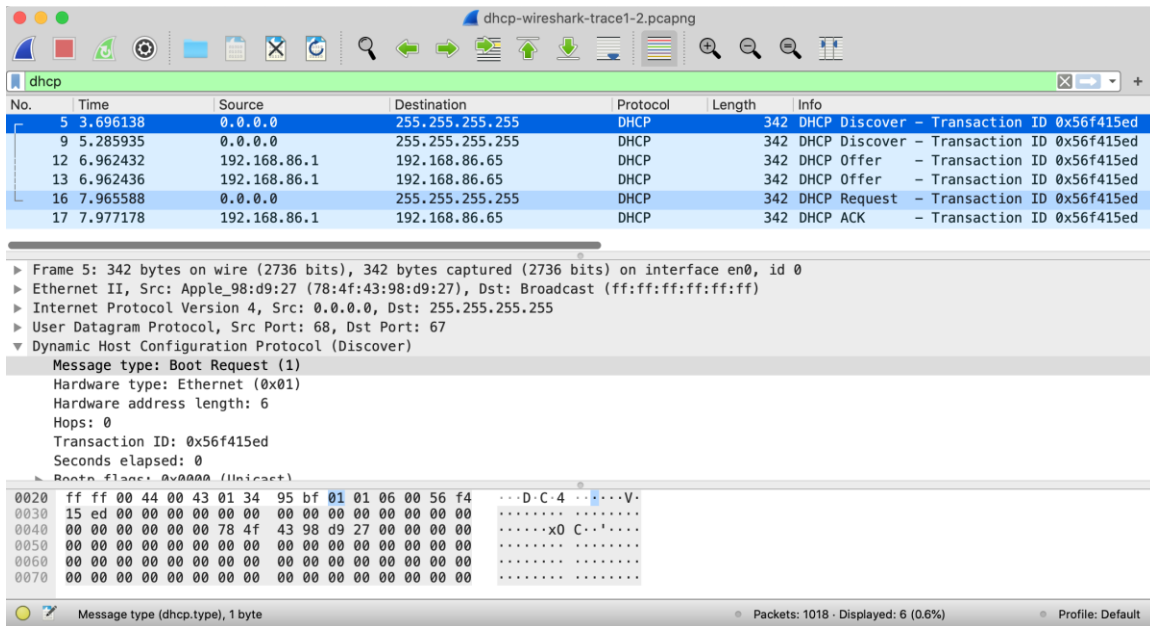 dhcp-wireshark-trace1-2.pcapng
dhcp
No. Time Source Destination Protocol Length Info
5 3.696138 0.0.0.0 255.255.255.255 DHCP 342 DHCP Discover – Transaction ID 0x56f415ed
9 5.285935 0.0.0.0 255.255.255.255 DHCP 342 DHCP Discover – Transaction ID 0x56f415ed
12 6.962432 192.168.86.1 192.168.86.65 DHCP 342 DHCP Offer – Transaction ID 0x56f415ed
13 6.962436 192.168.86.1 192.168.86.65 DHCP 342 DHCP Offer – Transaction ID 0x56f415ed
16 7.965588 0.0.0.0 255.255.255.255 DHCP 342 DHCP Request – Transaction ID 0x56f415ed
17 7.977178 192.168.86.1 192.168.86.65 DHCP 342 DHCP ACK – Transaction ID 0x56f415ed
Frame 5: 342 bytes on wire (2736 bits), 342 bytes captured (2736 bits) on interface en0, id 0
Ethernet II, Src: Apple_98:d9:27 (78:4f:43:98:d9:27), Dst: Broadcast (ff:ff:ff:ff:ff:ff)
Internet Protocol Version 4, Src: 0.0.0.0, Dst: 255.255.255.255
User Datagram Protocol, Src Port: 68, Dst Port: 67
Dynamic Host Configuration Protocol (Discover)
Message type: Boot Request (1)
Hardware type: Ethernet (0x01)
Hardware address length: 6
Hops: 0
Transaction ID: 0x56f415ed
Seconds elapsed: 0
Bootp flags: 0x0000 (Unicast)
0020 ff ff 00 44 00 43 01 34 95 bf 01 01 06 00 56 f4 ···D·C·4 ······V·
0030 15 ed 00 00 00 00 00 00 00 00 00 00 00 00 00 00 ········ ········
0040 00 00 00 00 00 00 78 4f 43 98 d9 27 00 00 00 00 ······xO C··'····
0050 00 00 00 00 00 00 00 00 00 00 00 00 00 00 00 00 ········ ········
0060 00 00 00 00 00 00 00 00 00 00 00 00 00 00 00 00 ········ ········
0070 00 00 00 00 00 00 00 00 00 00 00 00 00 00 00 00 ········ ········
Message type (dhcp.type), 1 byte Packets: 1018 · Displayed: 6 (0.6%) Profile: Default